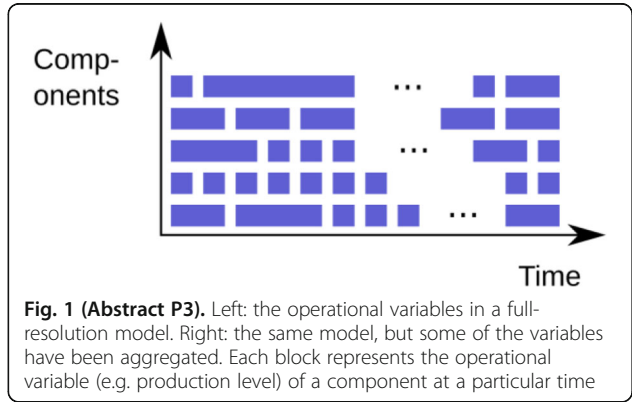 Comp-
onents
...
...
...
Time
Fig. 1 (Abstract P3). Left: the operational variables in a full-
resolution model. Right: the same model, but some of the variables
have been aggregated. Each block represents the operational
variable (e.g. production level) of a component at a particular time